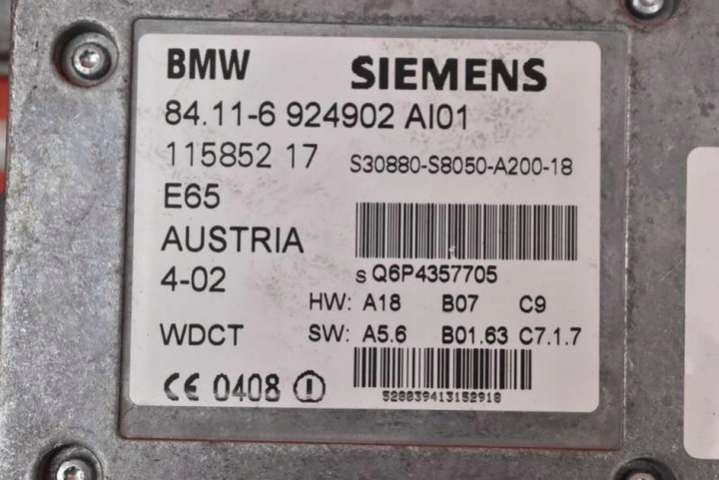 BMW SIEMENS
84.11-6 924902 AI01
115852 17 S30880-S8050-A200-18
E65
AUSTRIA
4-02 S Q6P4357705
HW: A18 B07 C9
WDCT SW: A5.6 B01.63 C7.1.7
CE 0408
528039413152918